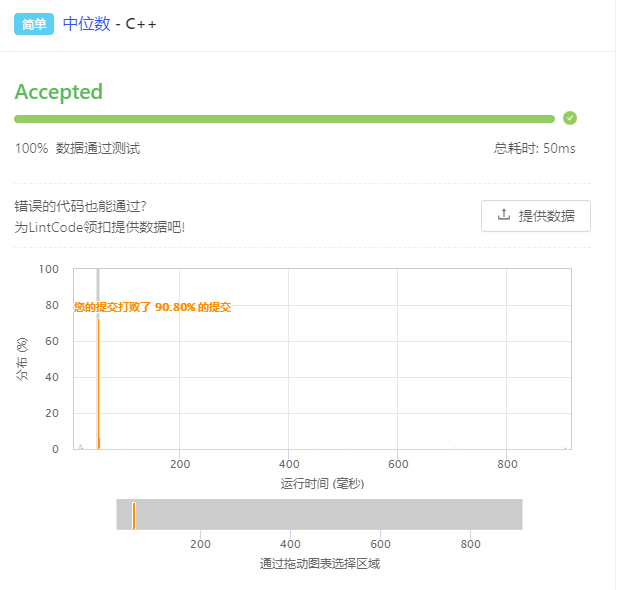 简单 中位数 - C++
Accepted
100% 数据通过测试 总耗时: 50ms
错误的代码也能通过?
为LintCode领扣提供数据吧!
提供数据
100
80
60
40
20
0
分布 (%)
您的提交打败了 90.80% 的提交
200 400 600 800
运行时间 (毫秒)
200 400 600 800
通过拖动图表选择区域